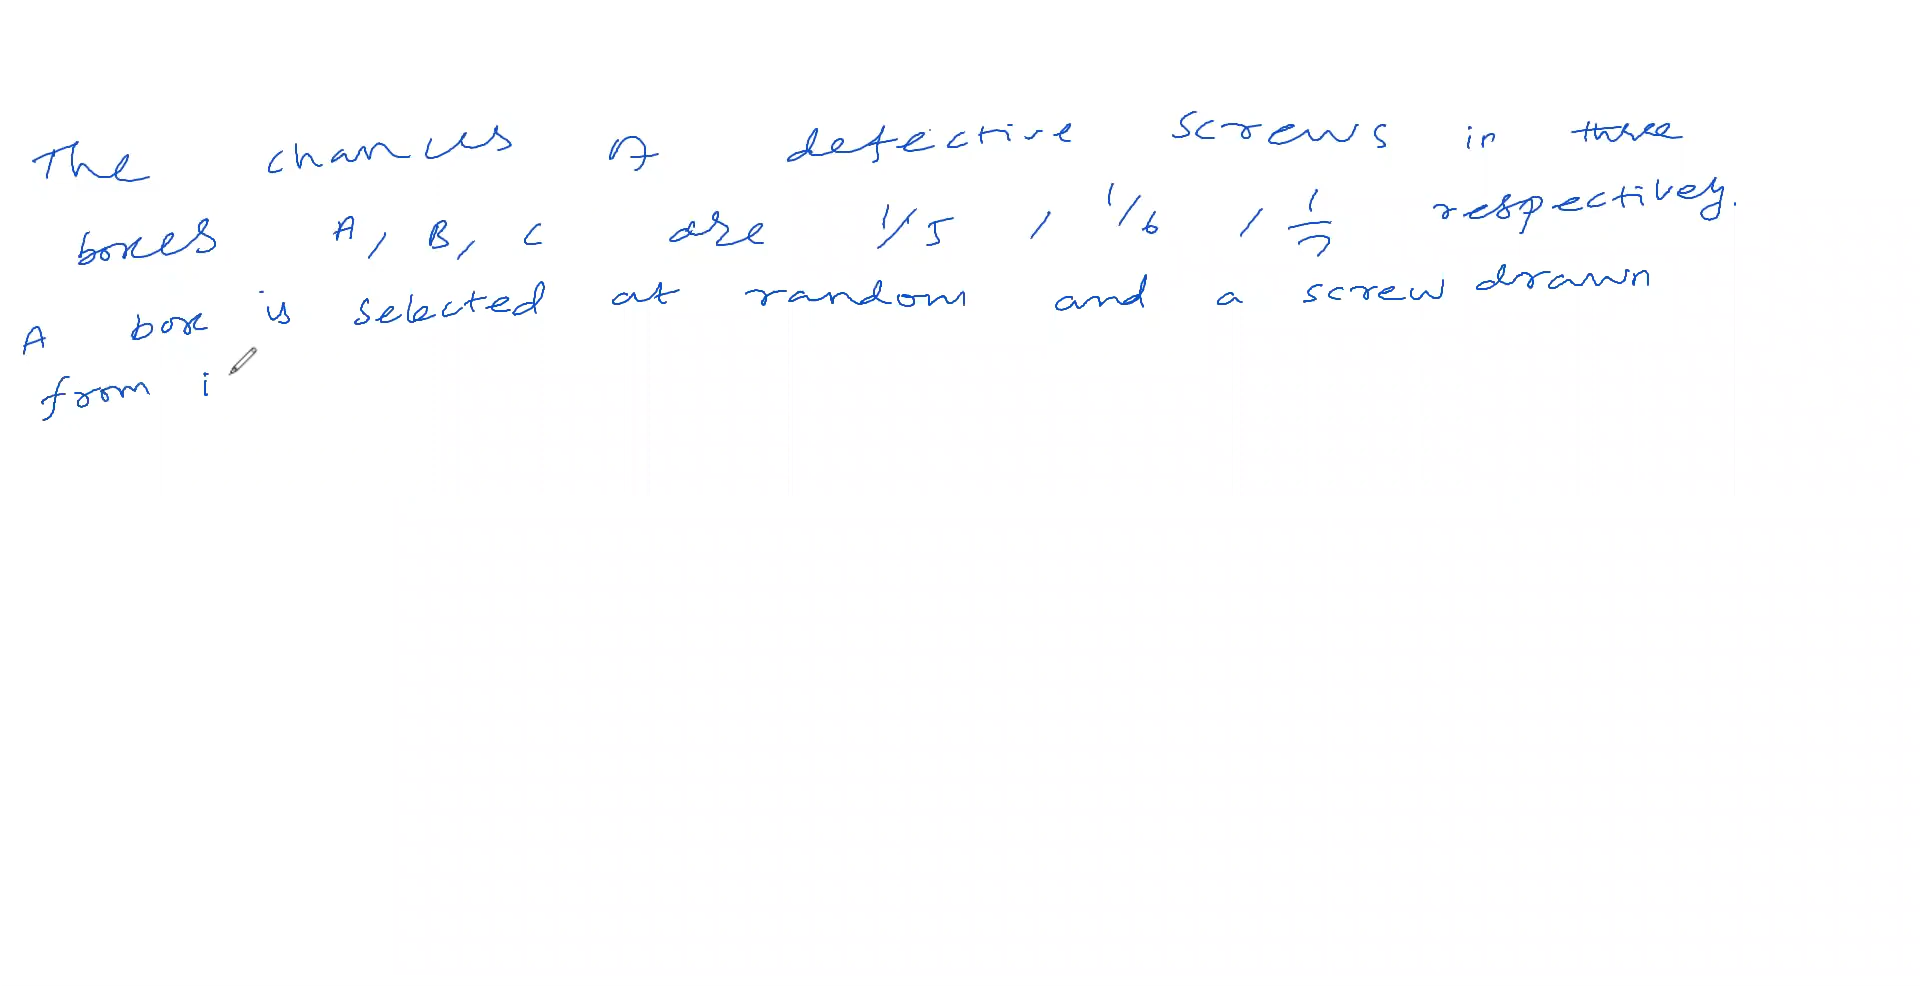 The chances of defective screws in three
boxes A, B, C are 1/5, 1/6, 1/7 respectively.
A box is selected at random and a screw drawn
from i